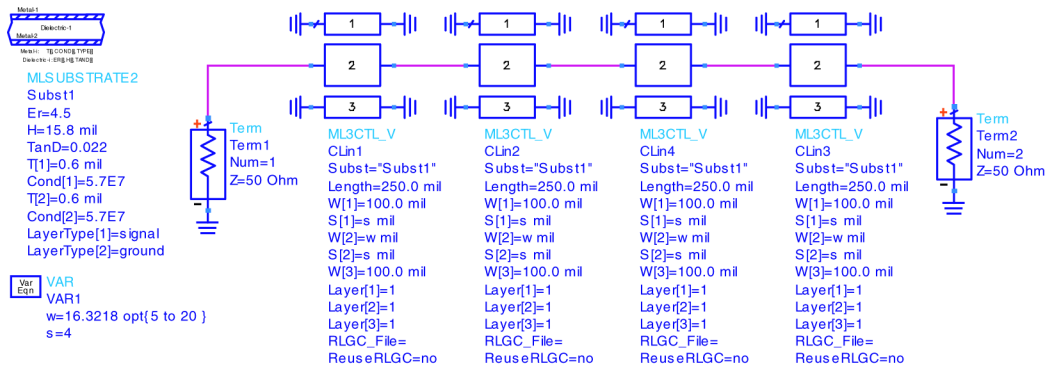 Metal-1
Dielectric-1
Metal-2
Metal-i: T[i],COND[i],TYPE[i]
Dielectric-i:ER[i],H[i],TAND[i]
MLSUBSTRATE2
Subst1
Er=4.5
H=15.8 mil
TanD=0.022
T[1]=0.6 mil
Cond[1]=5.7E7
T[2]=0.6 mil
Cond[2]=5.7E7
LayerType[1]=signal
LayerType[2]=ground
Var
Eqn
VAR
VAR1
w=16.3218 opt{ 5 to 20 }
s=4
+
-
Term
Term1
Num=1
Z=50 Ohm
1
2
3
ML3CTL_V
CLin1
Subst="Subst1"
Length=250.0 mil
W[1]=100.0 mil
S[1]=s mil
W[2]=w mil
S[2]=s mil
W[3]=100.0 mil
Layer[1]=1
Layer[2]=1
Layer[3]=1
RLGC_File=
ReuseRLGC=no
1
2
3
ML3CTL_V
CLin2
Subst="Subst1"
Length=250.0 mil
W[1]=100.0 mil
S[1]=s mil
W[2]=w mil
S[2]=s mil
W[3]=100.0 mil
Layer[1]=1
Layer[2]=1
Layer[3]=1
RLGC_File=
ReuseRLGC=no
1
2
3
ML3CTL_V
CLin4
Subst="Subst1"
Length=250.0 mil
W[1]=100.0 mil
S[1]=s mil
W[2]=w mil
S[2]=s mil
W[3]=100.0 mil
Layer[1]=1
Layer[2]=1
Layer[3]=1
RLGC_File=
ReuseRLGC=no
1
2
3
ML3CTL_V
CLin3
Subst="Subst1"
Length=250.0 mil
W[1]=100.0 mil
S[1]=s mil
W[2]=w mil
S[2]=s mil
W[3]=100.0 mil
Layer[1]=1
Layer[2]=1
Layer[3]=1
RLGC_File=
ReuseRLGC=no
+
-
Term
Term2
Num=2
Z=50 Ohm